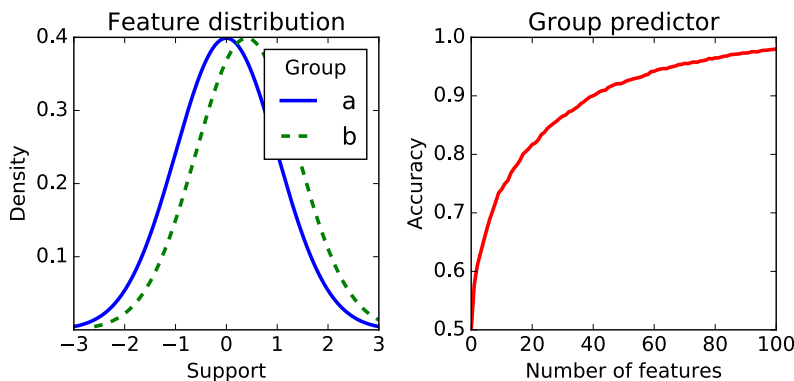 Feature distribution
0.4
0.3
0.2
0.1
Density
Group
a
b
−3
−2
−1
0
1
2
3
Support
Group predictor
1.0
0.9
0.8
0.7
0.6
0.5
Accuracy
0
20
40
60
80
100
Number of features